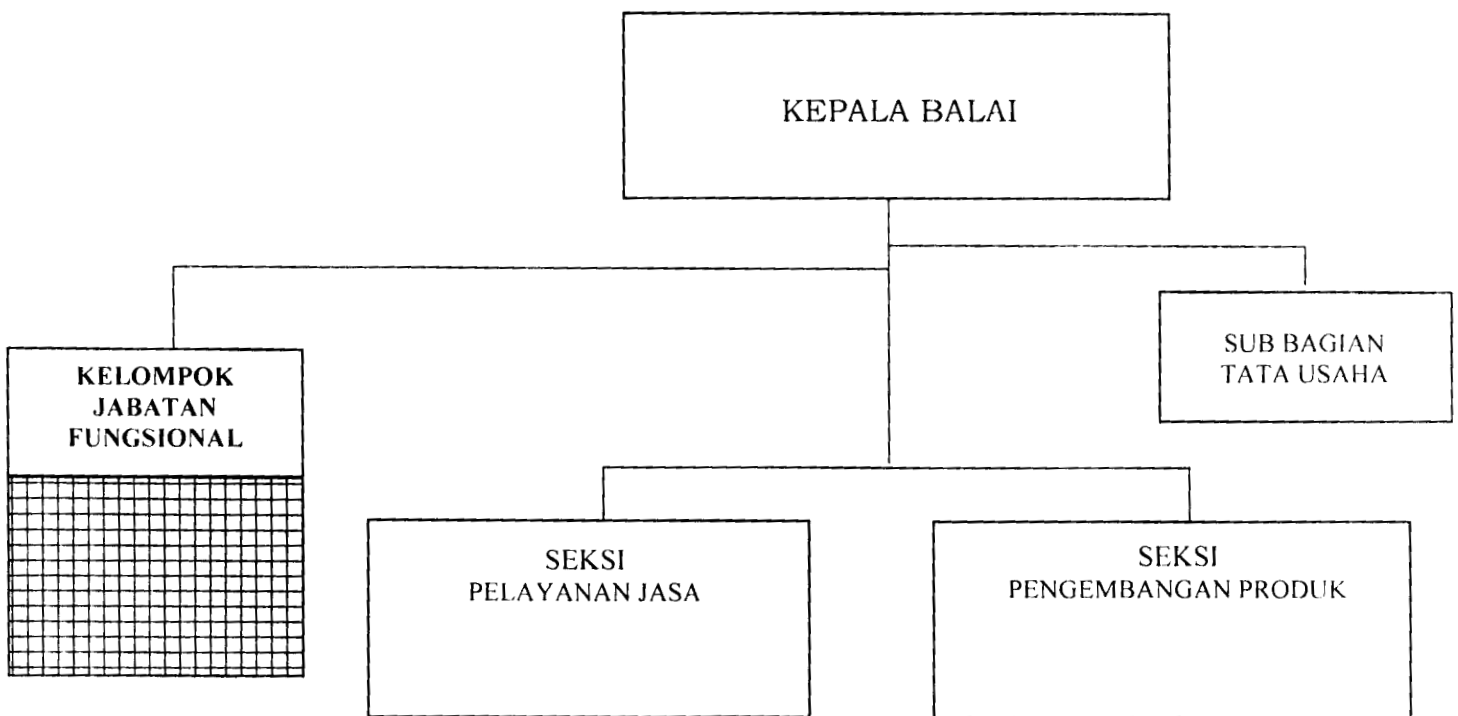 KEPALA BALAI
SUB BAGIAN
TATA USAHA
KELOMPOK
JABATAN
FUNGSIONAL
SEKSI
PELAYANAN JASA
SEKSI
PENGEMBANGAN PRODUK